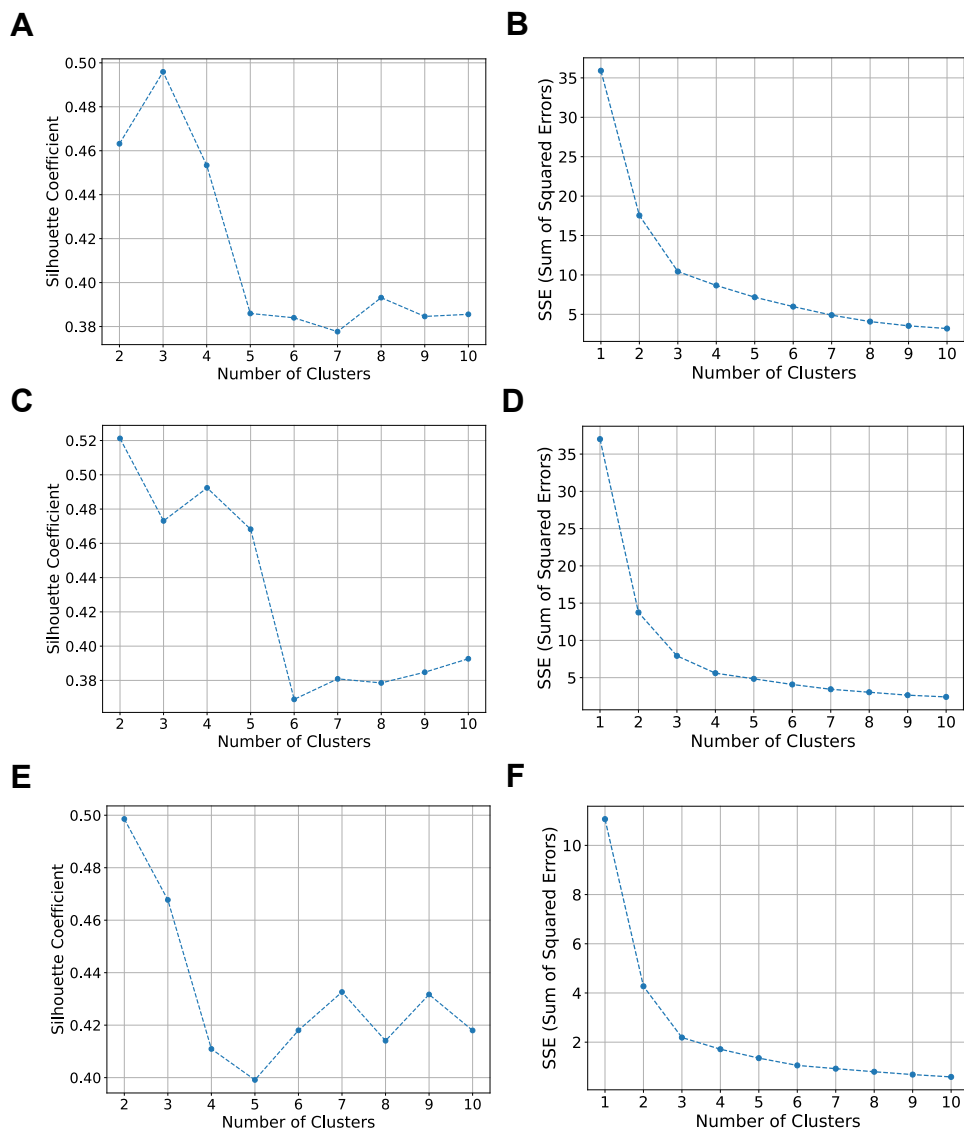 A
0.50
0.48
0.46
0.44
0.42
0.40
0.38
Silhouette Coefficient
2 3 4 5 6 7 8 9 10
Number of Clusters
B
35
30
25
20
15
10
5
SSE (Sum of Squared Errors)
1 2 3 4 5 6 7 8 9 10
Number of Clusters
C
0.52
0.50
0.48
0.46
0.44
0.42
0.40
0.38
Silhouette Coefficient
2 3 4 5 6 7 8 9 10
Number of Clusters
D
35
30
25
20
15
10
5
SSE (Sum of Squared Errors)
1 2 3 4 5 6 7 8 9 10
Number of Clusters
E
0.50
0.48
0.46
0.44
0.42
0.40
Silhouette Coefficient
2 3 4 5 6 7 8 9 10
Number of Clusters
F
10
8
6
4
2
SSE (Sum of Squared Errors)
1 2 3 4 5 6 7 8 9 10
Number of Clusters